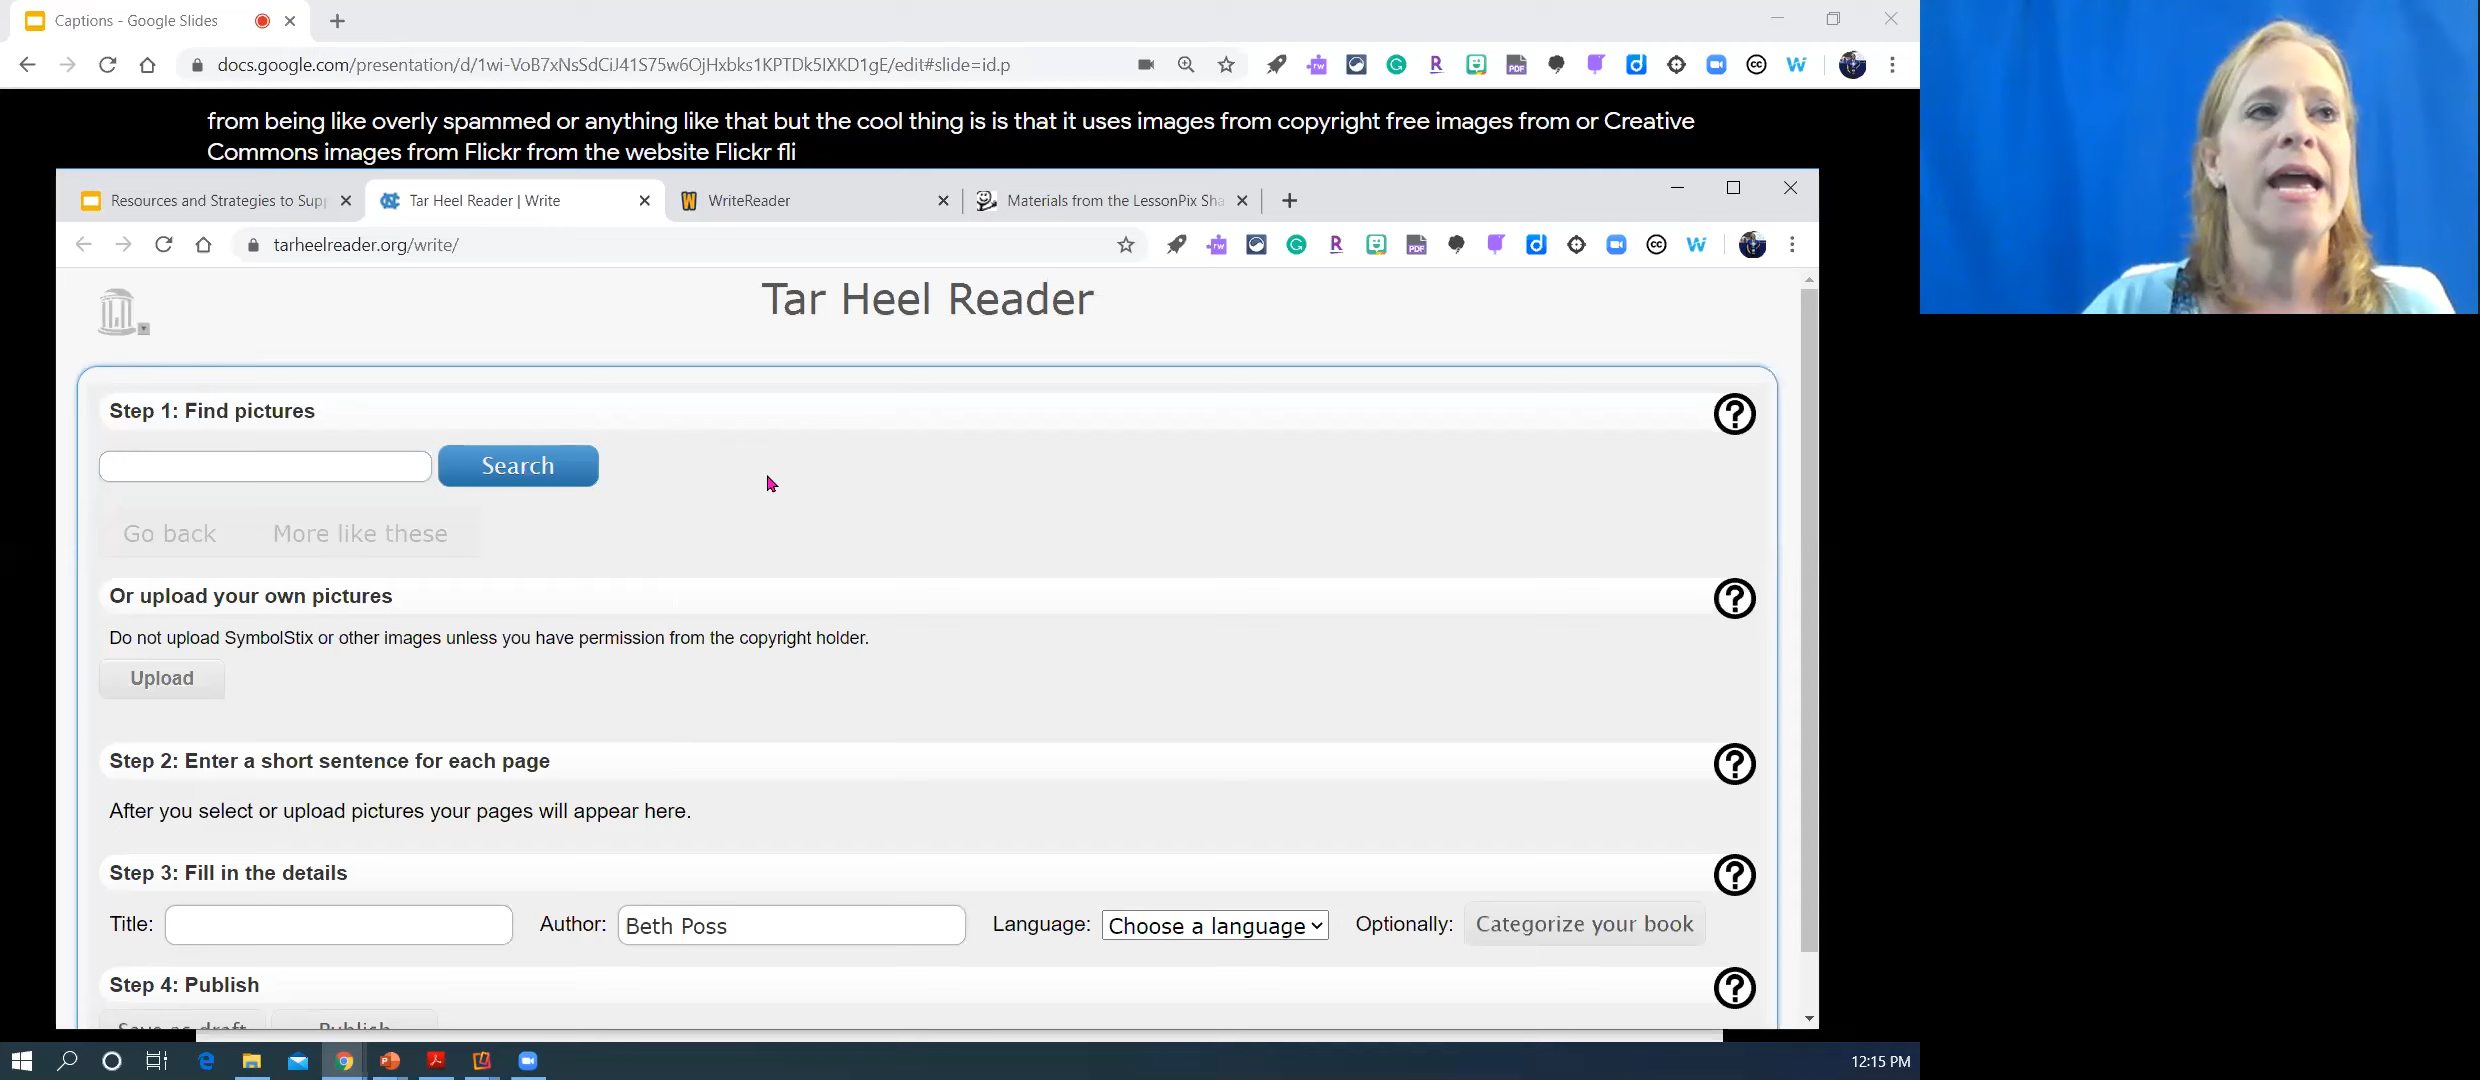 Captions - Google Slides
docs.google.com/presentation/d/1wi-VoB7xNsSdCiJ41S75w6OjHxbks1KPTDk5IXKD1gE/edit#slide=id.p
from being like overly spammed or anything like that but the cool thing is is that it uses images from copyright free images from or Creative
Commons images from Flickr from the website Flickr fli
Resources and Strategies to Supp
Tar Heel Reader | Write
WriteReader
Materials from the LessonPix Sha
tarheelreader.org/write/
Tar Heel Reader
Step 1: Find pictures
Search
Go back More like these
Or upload your own pictures
Do not upload SymbolStix or other images unless you have permission from the copyright holder.
Upload
Step 2: Enter a short sentence for each page
After you select or upload pictures your pages will appear here.
Step 3: Fill in the details
Title: Author: Beth Poss Language: Choose a language Optionally: Categorize your book
Step 4: Publish
Save as draft Publish
12:15 PM